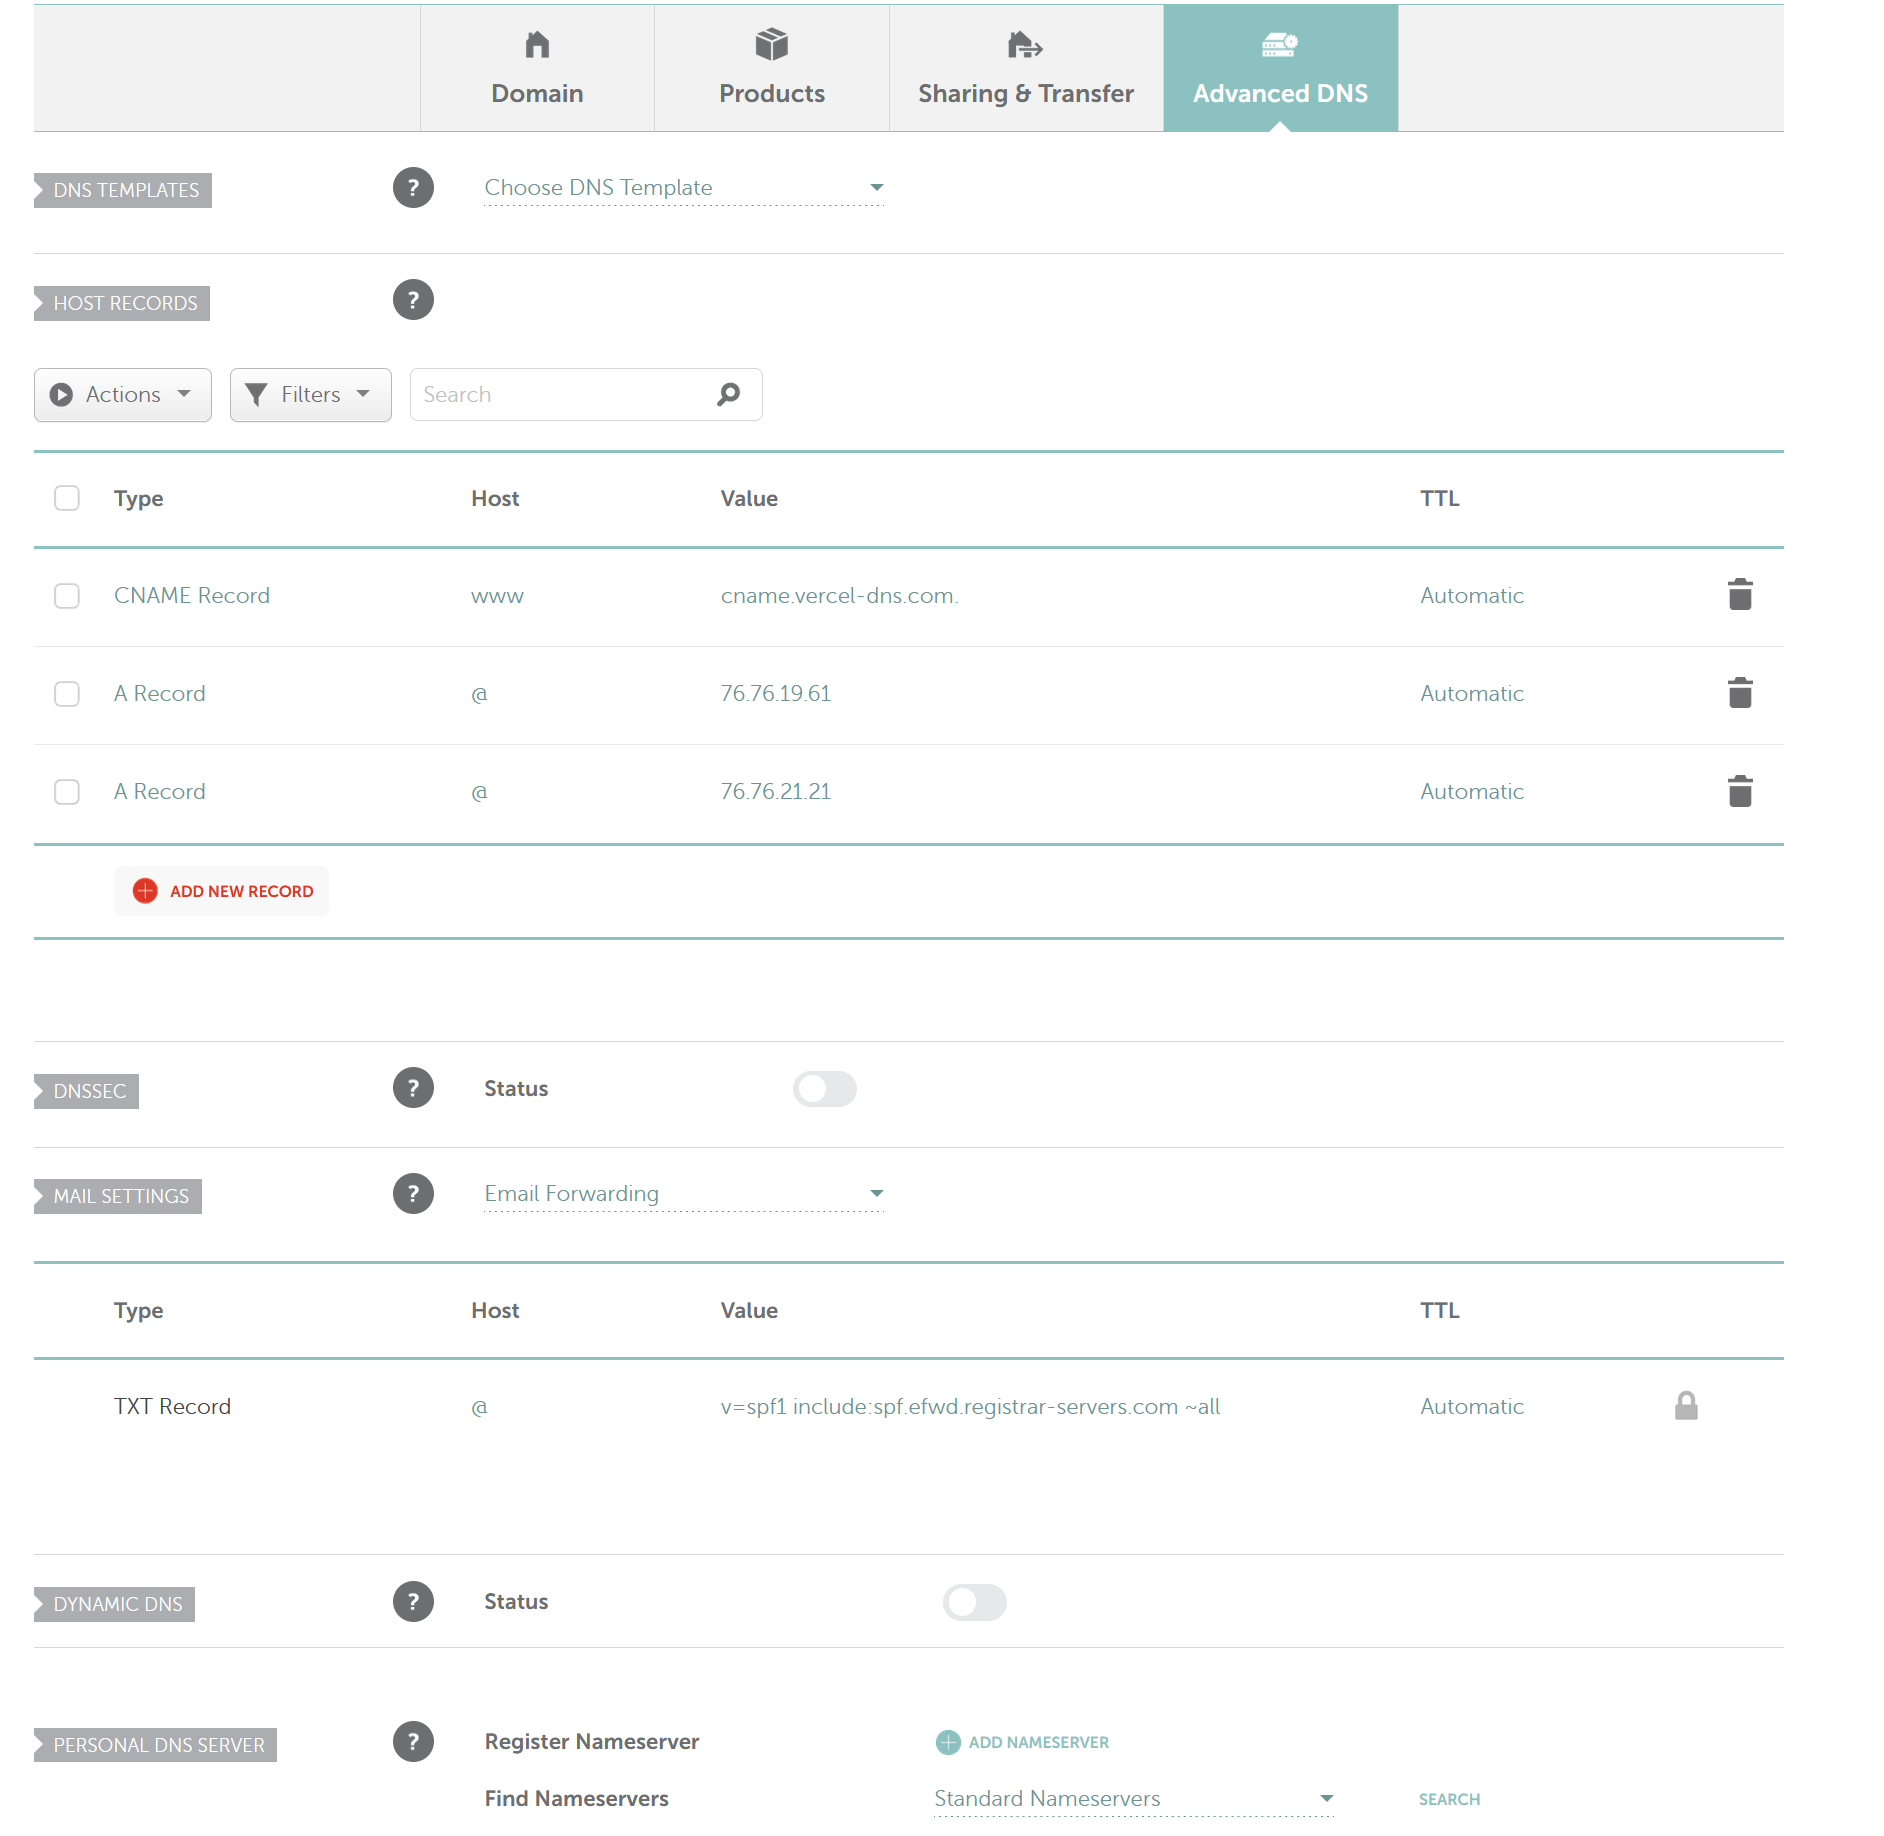 Domain
Products
Sharing & Transfer
Advanced DNS
DNS TEMPLATES
?
Choose DNS Template
HOST RECORDS
?
Actions
Filters
Search
Type Host Value TTL
CNAME Record www cname.vercel-dns.com. Automatic
A Record @ 76.76.19.61 Automatic
A Record @ 76.76.21.21 Automatic
ADD NEW RECORD
DNSSEC
?
Status
MAIL SETTINGS
?
Email Forwarding
Type Host Value TTL
TXT Record @ v=spf1 include:spf.efwd.registrar-servers.com ~all Automatic
DYNAMIC DNS
?
Status
PERSONAL DNS SERVER
?
Register Nameserver
ADD NAMESERVER
Find Nameservers
Standard Nameservers
SEARCH